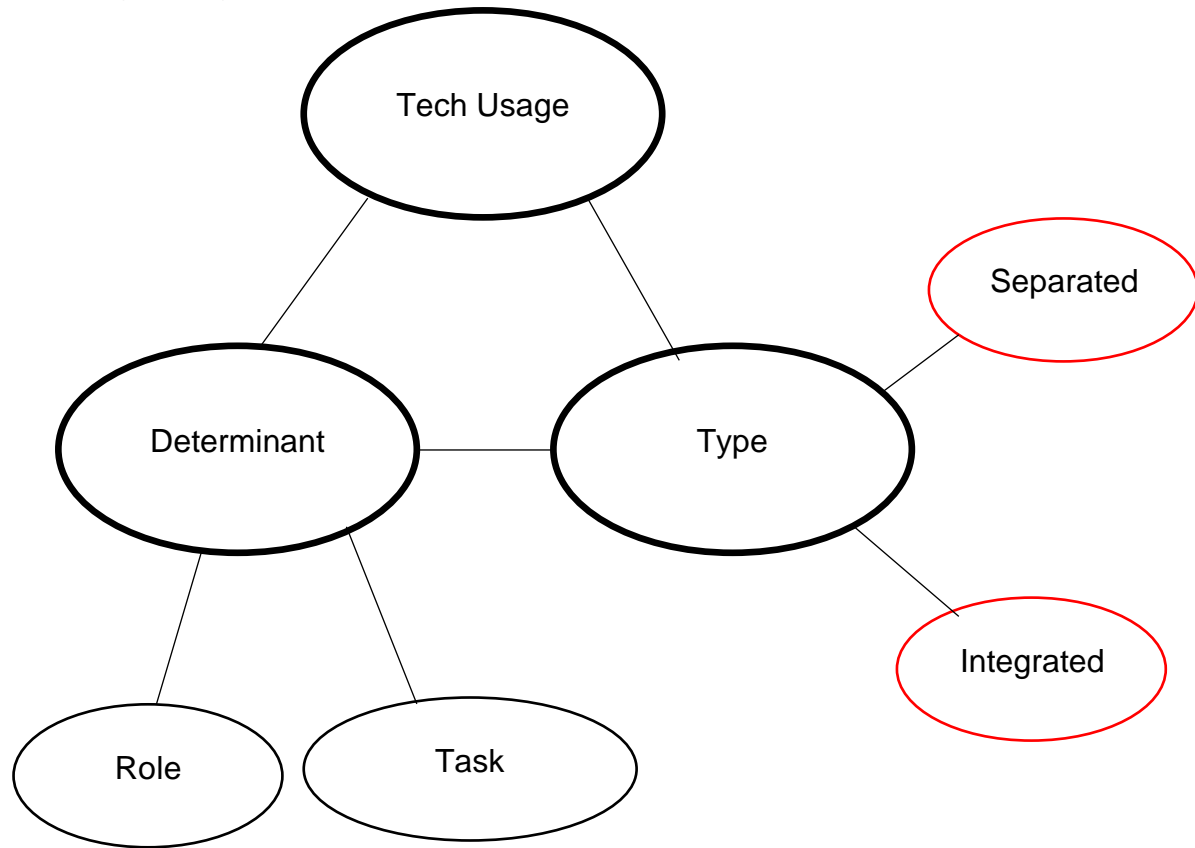 Tech Usage
Separated
Determinant
Type
Integrated
Role
Task